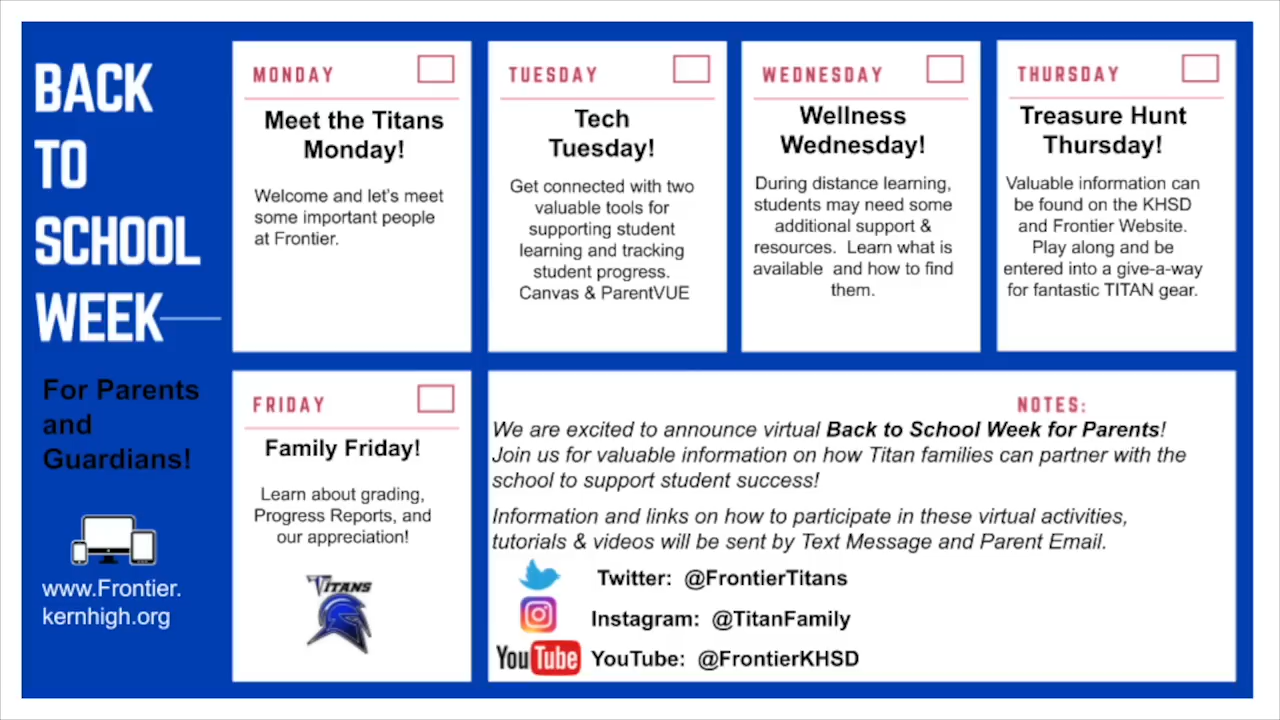 BACK
TO
SCHOOL
WEEK
For Parents
and
Guardians!
www.Frontier.
kernhigh.org
MONDAY
Meet the Titans
Monday!
Welcome and let's meet
some important people
at Frontier.
TUESDAY
Tech
Tuesday!
Get connected with two
valuable tools for
supporting student
learning and tracking
student progress.
Canvas & ParentVUE
WEDNESDAY
Wellness
Wednesday!
During distance learning,
students may need some
additional support &
resources.  Learn what is
available  and how to find
them.
THURSDAY
Treasure Hunt
Thursday!
Valuable information can
be found on the KHSD
and Frontier Website.
Play along and be
entered into a give-a-way
for fantastic TITAN gear.
FRIDAY
Family Friday!
Learn about grading,
Progress Reports, and
our appreciation!
TITANS
NOTES:
We are excited to announce virtual Back to School Week for Parents!
Join us for valuable information on how Titan families can partner with the
school to support student success!
Information and links on how to participate in these virtual activities,
tutorials & videos will be sent by Text Message and Parent Email.
Twitter:  @FrontierTitans
Instagram:  @TitanFamily
YouTube YouTube:  @FrontierKHSD